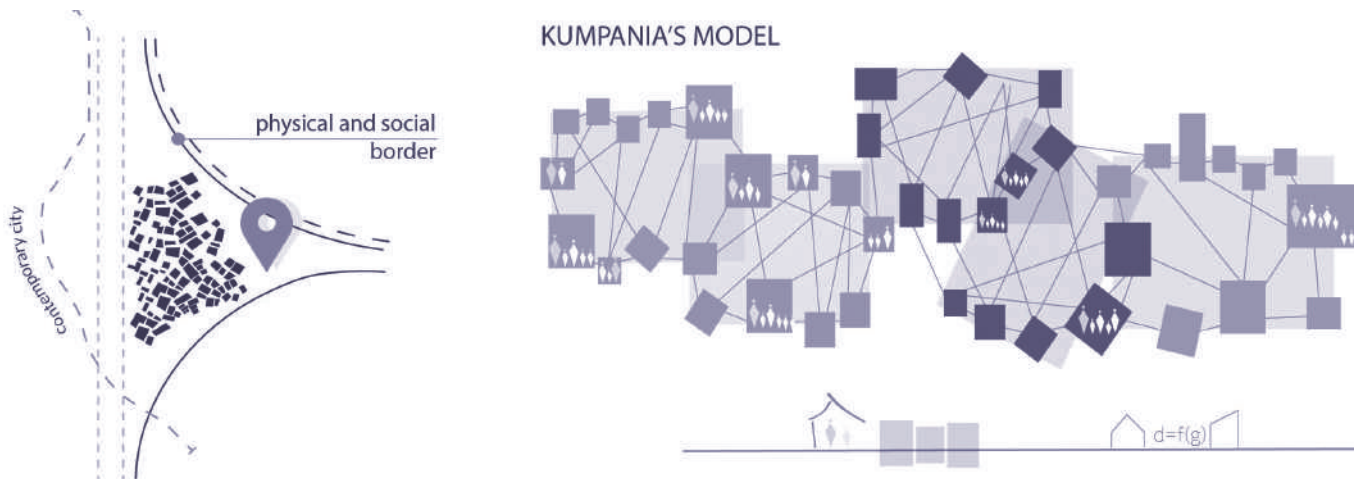 KUMPANIA'S MODEL
physical and social
border
contemporary city
d=f(g)